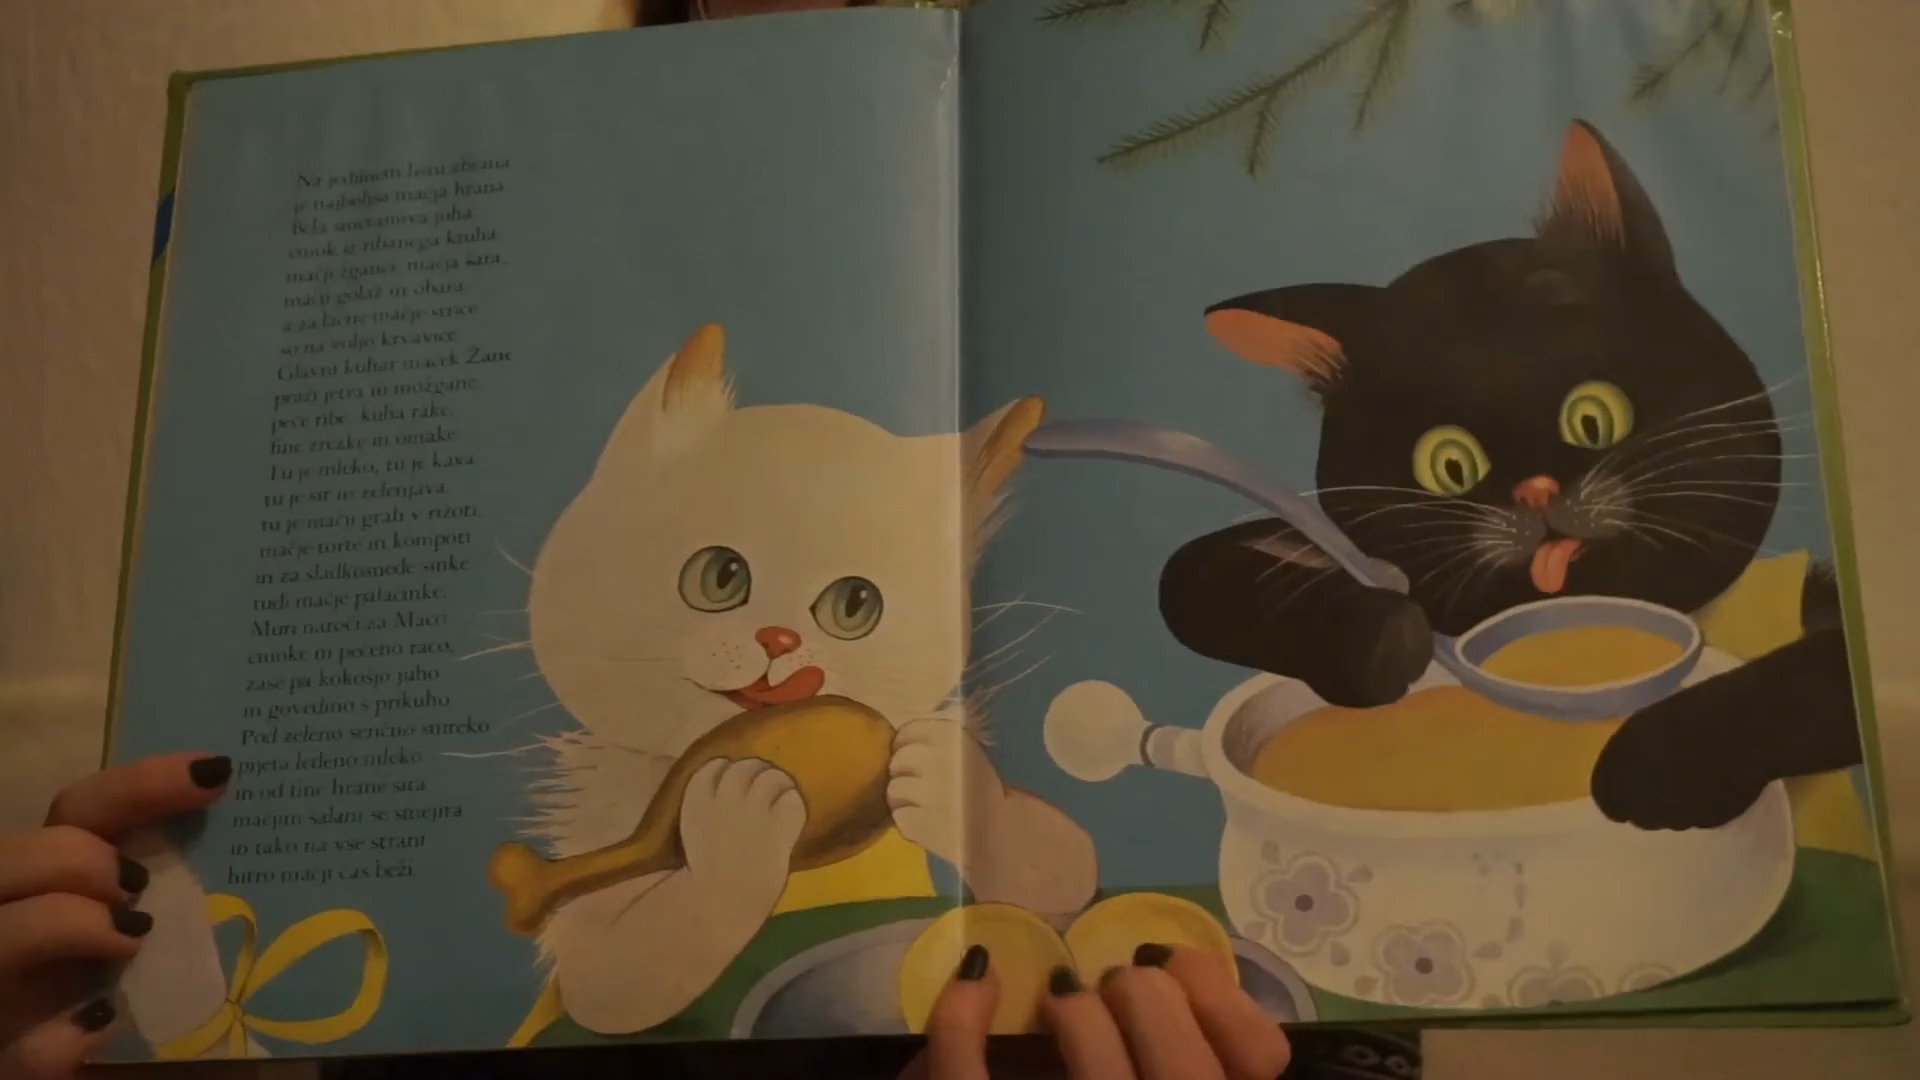 Na jedilnem listu zbrana
je najboljša mačja hrana
Bela smetanova juha,
cmok iz ribanega kruha,
mačji žganci, mačja šara,
mačji golaž in obara,
a za lačne mačje strice
so na voljo krvavice
Glavni kuhar maček Žane
praži jetra in možgane,
peče ribe, kuha rake,
fine zrezke in omake
Tu je mleko, tu je kava,
tu je sir in zelenjava,
tu je mačji grah v rižoti,
mačje torte in kompoti
in za sladkosnede sinke
tudi mačje palačinke.
Muri naroči za Maco
cmoke in pečeno raco,
zase pa kokošjo juho
in govedino s prikuho
Pod zeleno senčno smreko
prijeta ledeno mleko
in od fine hrane sita
mačjim šalam se smejita
in tako na vse strani
hitro mačji čas beži.